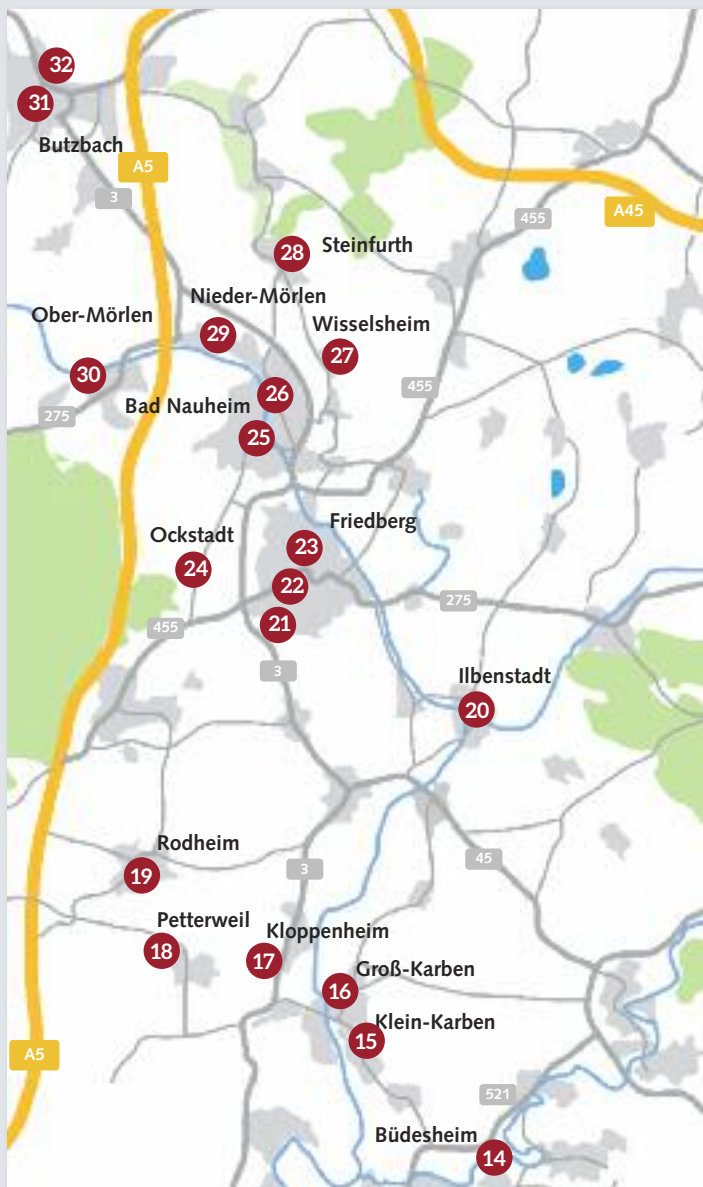 32
31
Butzbach
A5
3
455
A45
28
Steinfurth
Nieder-Mörlen
Ober-Mörlen
29
Wisselsheim
27
30
26
455
275
Bad Nauheim
25
Friedberg
Ockstadt
23
24
22
275
21
455
3
Ilbenstadt
20
Rodheim
19
3
45
Petterweil
18
Kloppenheim
17
Groß-Karben
16
Klein-Karben
15
A5
521
Büdesheim
14